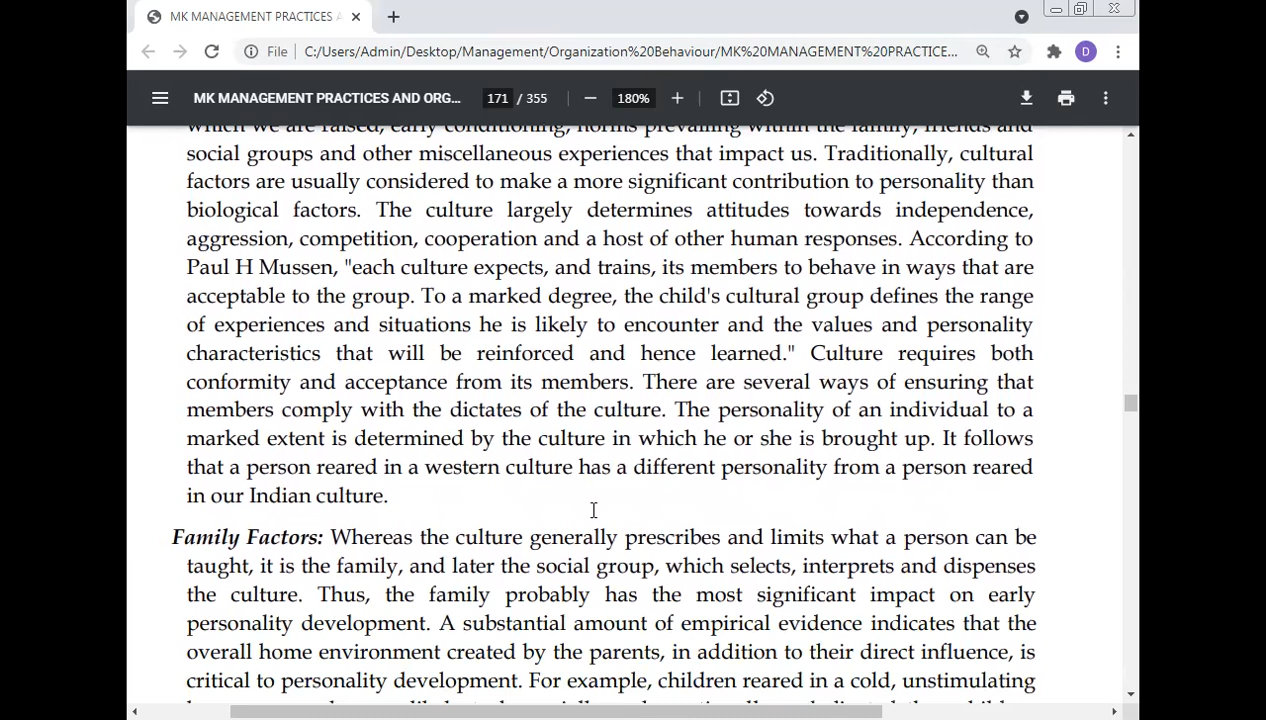 MK MANAGEMENT PRACTICES A
File C:/Users/Admin/Desktop/Management/Organization%20Behaviour/MK%20MANAGEMENT%20PRACTICE... D
MK MANAGEMENT PRACTICES AND ORG... 171 / 355 180%
which we are raised, early conditioning, norms prevailing within the family, friends and
social groups and other miscellaneous experiences that impact us. Traditionally, cultural
factors are usually considered to make a more significant contribution to personality than
biological factors. The culture largely determines attitudes towards independence,
aggression, competition, cooperation and a host of other human responses. According to
Paul H Mussen, "each culture expects, and trains, its members to behave in ways that are
acceptable to the group. To a marked degree, the child's cultural group defines the range
of experiences and situations he is likely to encounter and the values and personality
characteristics that will be reinforced and hence learned." Culture requires both
conformity and acceptance from its members. There are several ways of ensuring that
members comply with the dictates of the culture. The personality of an individual to a
marked extent is determined by the culture in which he or she is brought up. It follows
that a person reared in a western culture has a different personality from a person reared
in our Indian culture.
Family Factors: Whereas the culture generally prescribes and limits what a person can be
taught, it is the family, and later the social group, which selects, interprets and dispenses
the culture. Thus, the family probably has the most significant impact on early
personality development. A substantial amount of empirical evidence indicates that the
overall home environment created by the parents, in addition to their direct influence, is
critical to personality development. For example, children reared in a cold, unstimulating